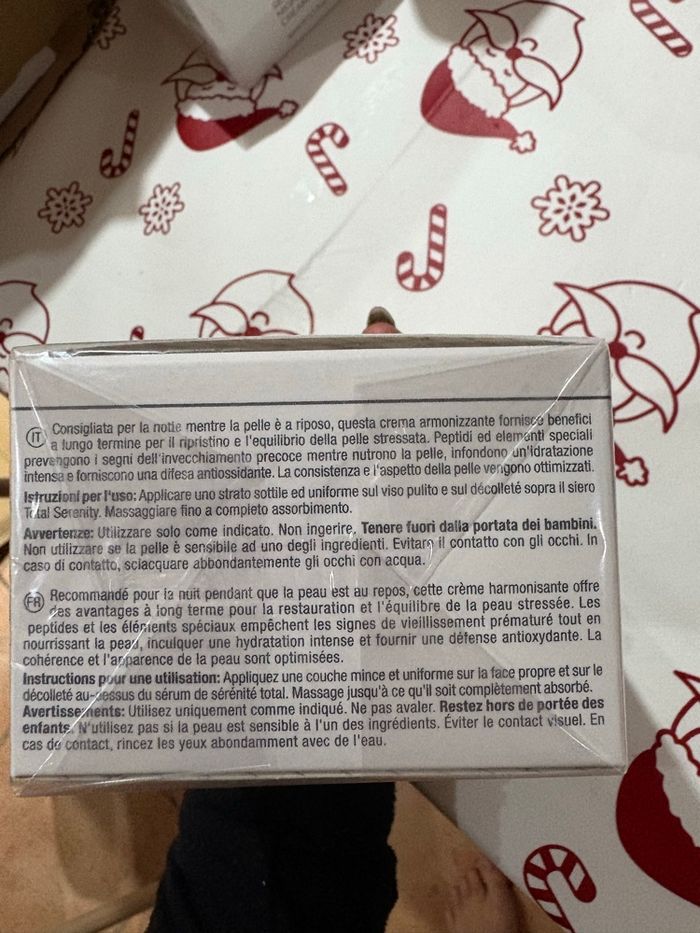 IT Consigliata per la notte mentre la pelle è a riposo, questa crema armonizzante fornisce benefici
a lungo termine per il ripristino e l'equilibrio della pelle stressata. Peptidi ed elementi speciali
prevengono i segni dell'invecchiamento precoce mentre nutrono la pelle, infondono un'idratazione
intensa e forniscono una difesa antiossidante. La consistenza e l'aspetto della pelle vengono ottimizzati.
Istruzioni per l'uso: Applicare uno strato sottile ed uniforme sul viso pulito e sul décolleté sopra il siero
Total Serenity. Massaggiare fino a completo assorbimento.
Avvertenze: Utilizzare solo come indicato. Non ingerire. Tenere fuori dalla portata dei bambini.
Non utilizzare se la pelle è sensibile ad uno degli ingredienti. Evitare il contatto con gli occhi. In
caso di contatto, sciacquare abbondantemente gli occhi con acqua.
FR Recommandé pour la nuit pendant que la peau est au repos, cette crème harmonisante offre
des avantages à long terme pour la restauration et l'équilibre de la peau stressée. Les
peptides et les éléments spéciaux empêchent les signes de vieillissement prématuré tout en
nourrissant la peau, inculquer une hydratation intense et fournir une défense antioxydante. La
cohérence et l'apparence de la peau sont optimisées.
Instructions pour une utilisation: Appliquez une couche mince et uniforme sur la face propre et sur le
décolleté au-dessus du sérum de sérénité total. Massage jusqu'à ce qu'il soit complètement absorbé.
Avertissements: Utilisez uniquement comme indiqué. Ne pas avaler. Restez hors de portée des
enfants. N'utilisez pas si la peau est sensible à l'un des ingrédients. Éviter le contact visuel. En
cas de contact, rincez les yeux abondamment avec de l'eau.